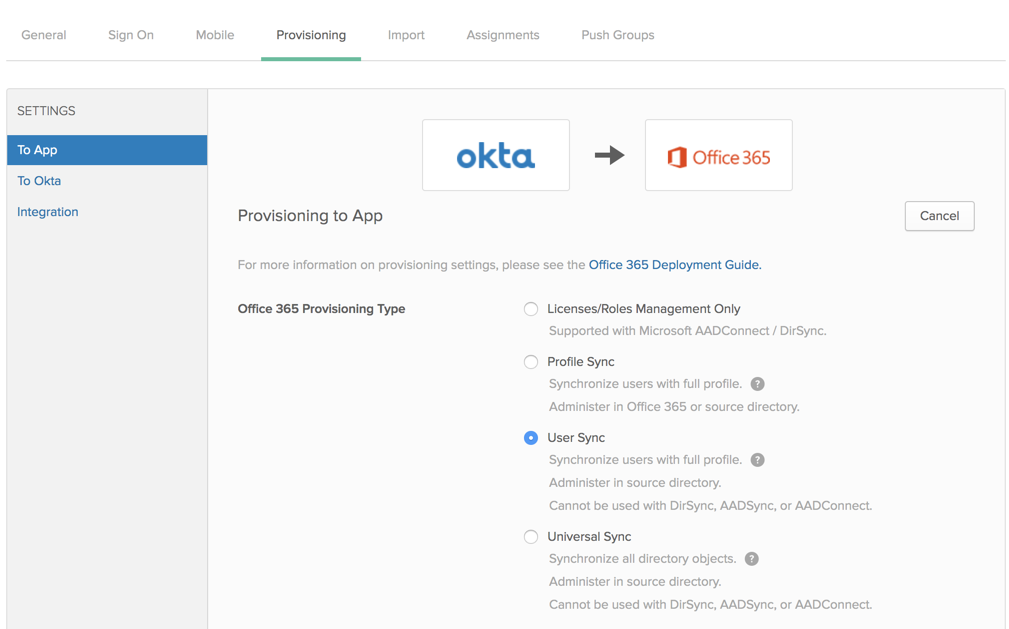 General Sign On Mobile Provisioning Import Assignments Push Groups
SETTINGS
To App
To Okta
Integration
okta
Office 365
Provisioning to App
Cancel
For more information on provisioning settings, please see the Office 365 Deployment Guide.
Office 365 Provisioning Type
Licenses/Roles Management Only
Supported with Microsoft AADConnect / DirSync.
Profile Sync
Synchronize users with full profile. ?
Administer in Office 365 or source directory.
User Sync
Synchronize users with full profile. ?
Administer in source directory.
Cannot be used with DirSync, AADSync, or AADConnect.
Universal Sync
Synchronize all directory objects. ?
Administer in source directory.
Cannot be used with DirSync, AADSync, or AADConnect.